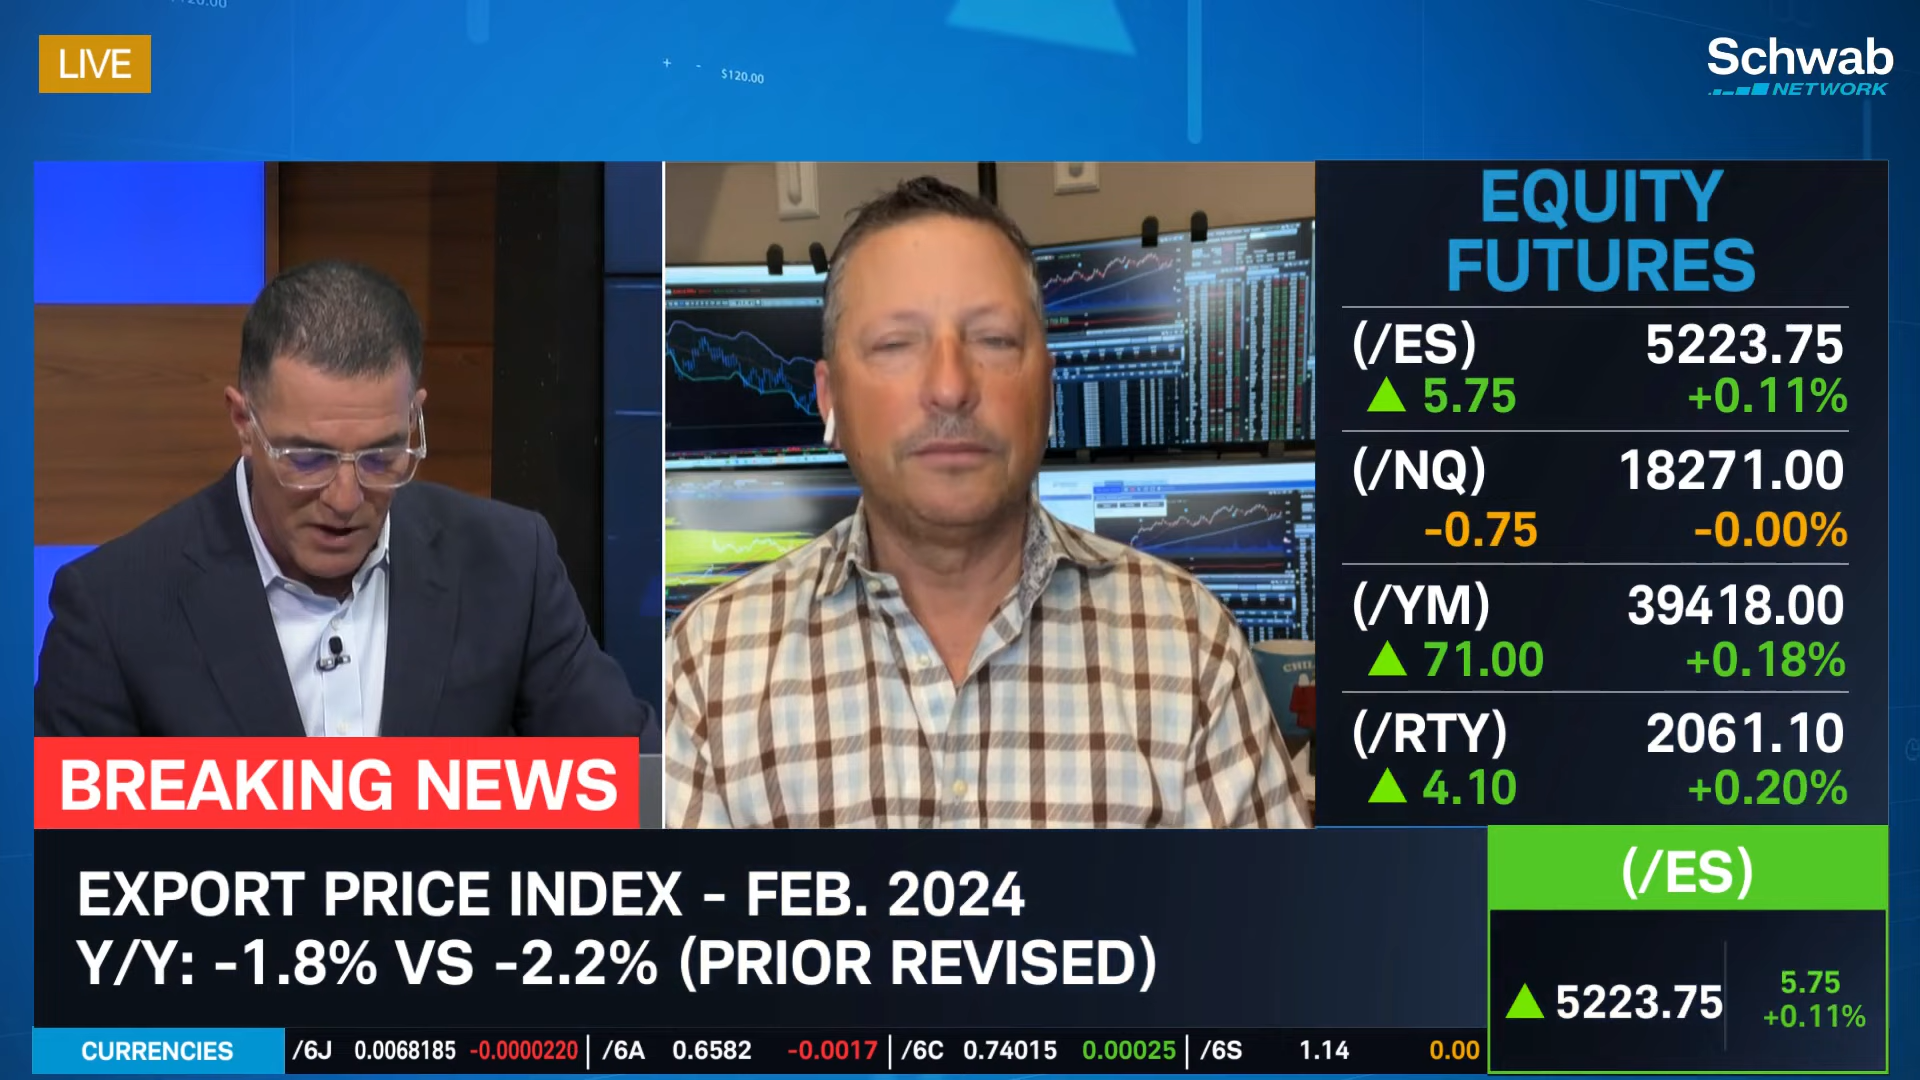 LIVE
+ - $120.00
Schwab
NETWORK
EQUITY
FUTURES
(/ES) 5223.75
▲ 5.75 +0.11%
(/NQ) 18271.00
-0.75 -0.00%
(/YM) 39418.00
▲ 71.00 +0.18%
(/RTY) 2061.10
▲ 4.10 +0.20%
BREAKING NEWS
EXPORT PRICE INDEX - FEB. 2024
Y/Y: -1.8% VS -2.2% (PRIOR REVISED)
(/ES)
▲ 5223.75
5.75
+0.11%
CURRENCIES /6J 0.0068185 -0.0000220 /6A 0.6582 -0.0017 /6C 0.74015 0.00025 /6S 1.14 0.00